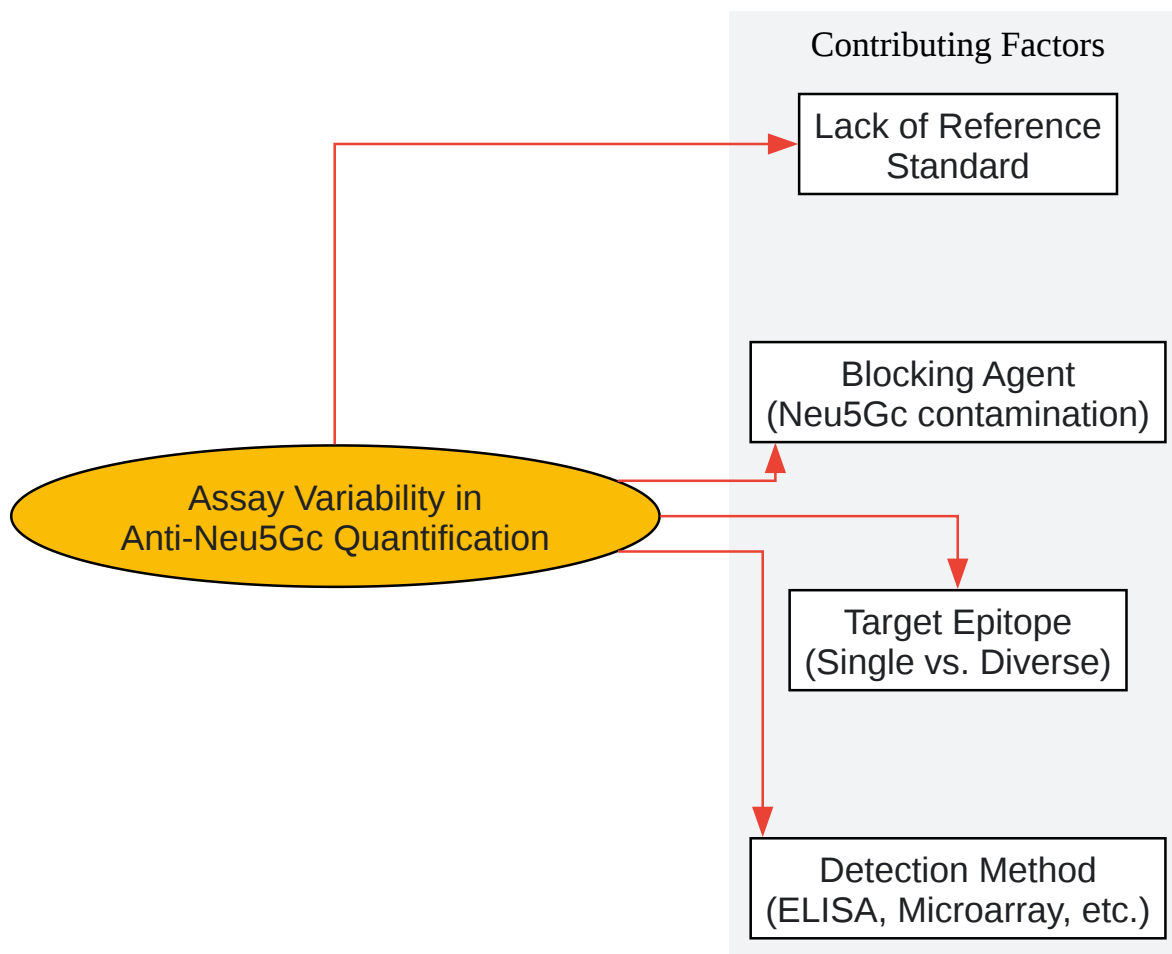 Contributing Factors
Lack of Reference
Standard
Blocking Agent
(Neu5Gc contamination)
Assay Variability in
Anti-Neu5Gc Quantification
Target Epitope
(Single vs. Diverse)
Detection Method
(ELISA, Microarray, etc.)